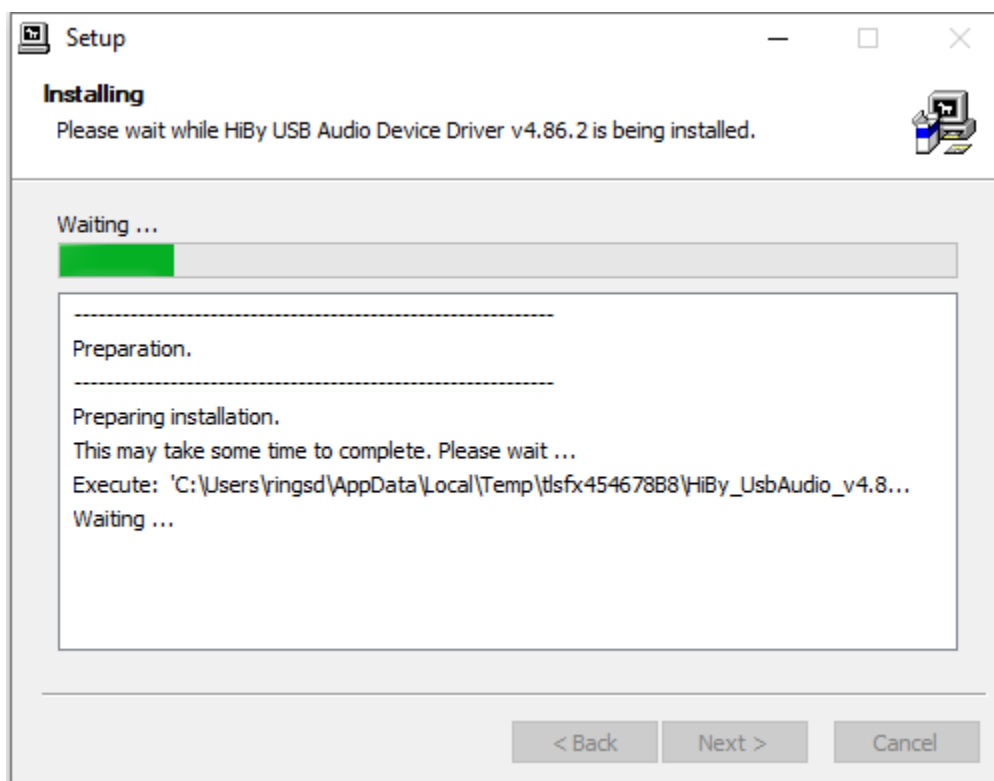 Setup
Installing
Please wait while HiBy USB Audio Device Driver v4.86.2 is being installed.
Waiting ...
------------------------------------------------------------
Preparation.
------------------------------------------------------------
Preparing installation.
This may take some time to complete. Please wait ...
Execute:  'C:\Users\ringsd\AppData\Local\Temp\tlsfx454678B8\HiBy_UsbAudio_v4.8...
Waiting ...
< Back
Next >
Cancel